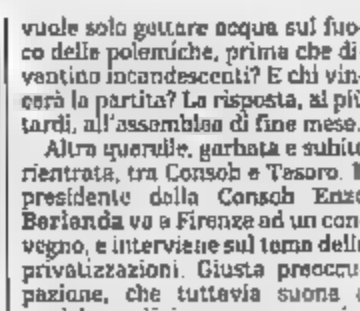 vuole solo gettare acqua sul fuo-
co delle polemiche, prima che di-
ventino incandescenti? E chi vin-
cerà la partita? La risposta, al più
tardi, all'assemblea di fine mese.
Altra querelle, garbata e subito
rientrata, tra Consob e Tesoro. Il
presidente della Consob Enzo
Berlanda va a Firenze ad un con-
vegno, e interviene sul tema delle
privatizzazioni. Giusta preoccu-
pazione, che tuttavia suona a